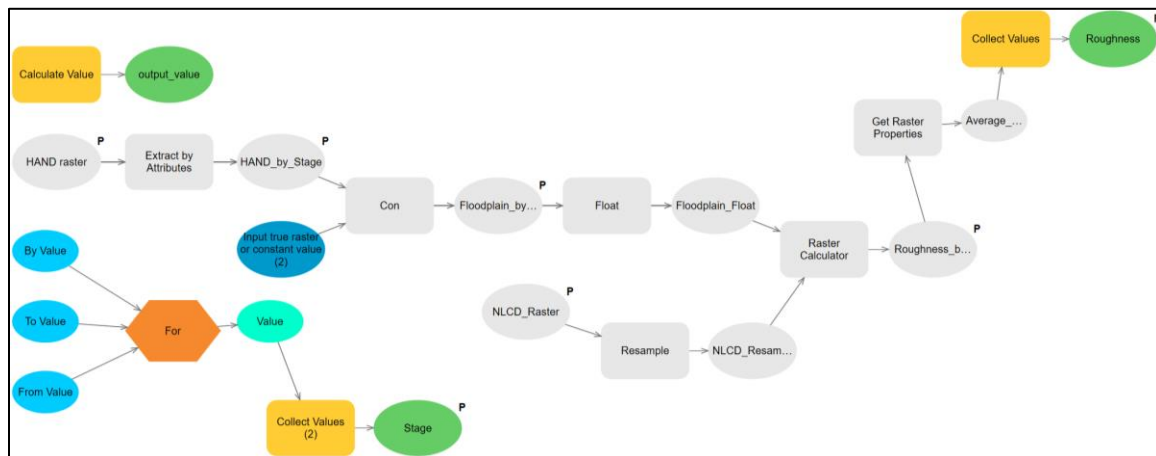 Collect Values
Roughness
P
Calculate Value
output_value
Get Raster
Properties
Average_...
HAND raster
P
Extract by
Attributes
HAND_by_Stage
P
Con
Floodplain_by...
P
Float
Floodplain_Float
Input true raster
or constant value
(2)
Raster
Calculator
Roughness_b...
P
By Value
To Value
From Value
For
Value
NLCD_Raster
P
Resample
NLCD_Resam...
Collect Values
(2)
Stage
P